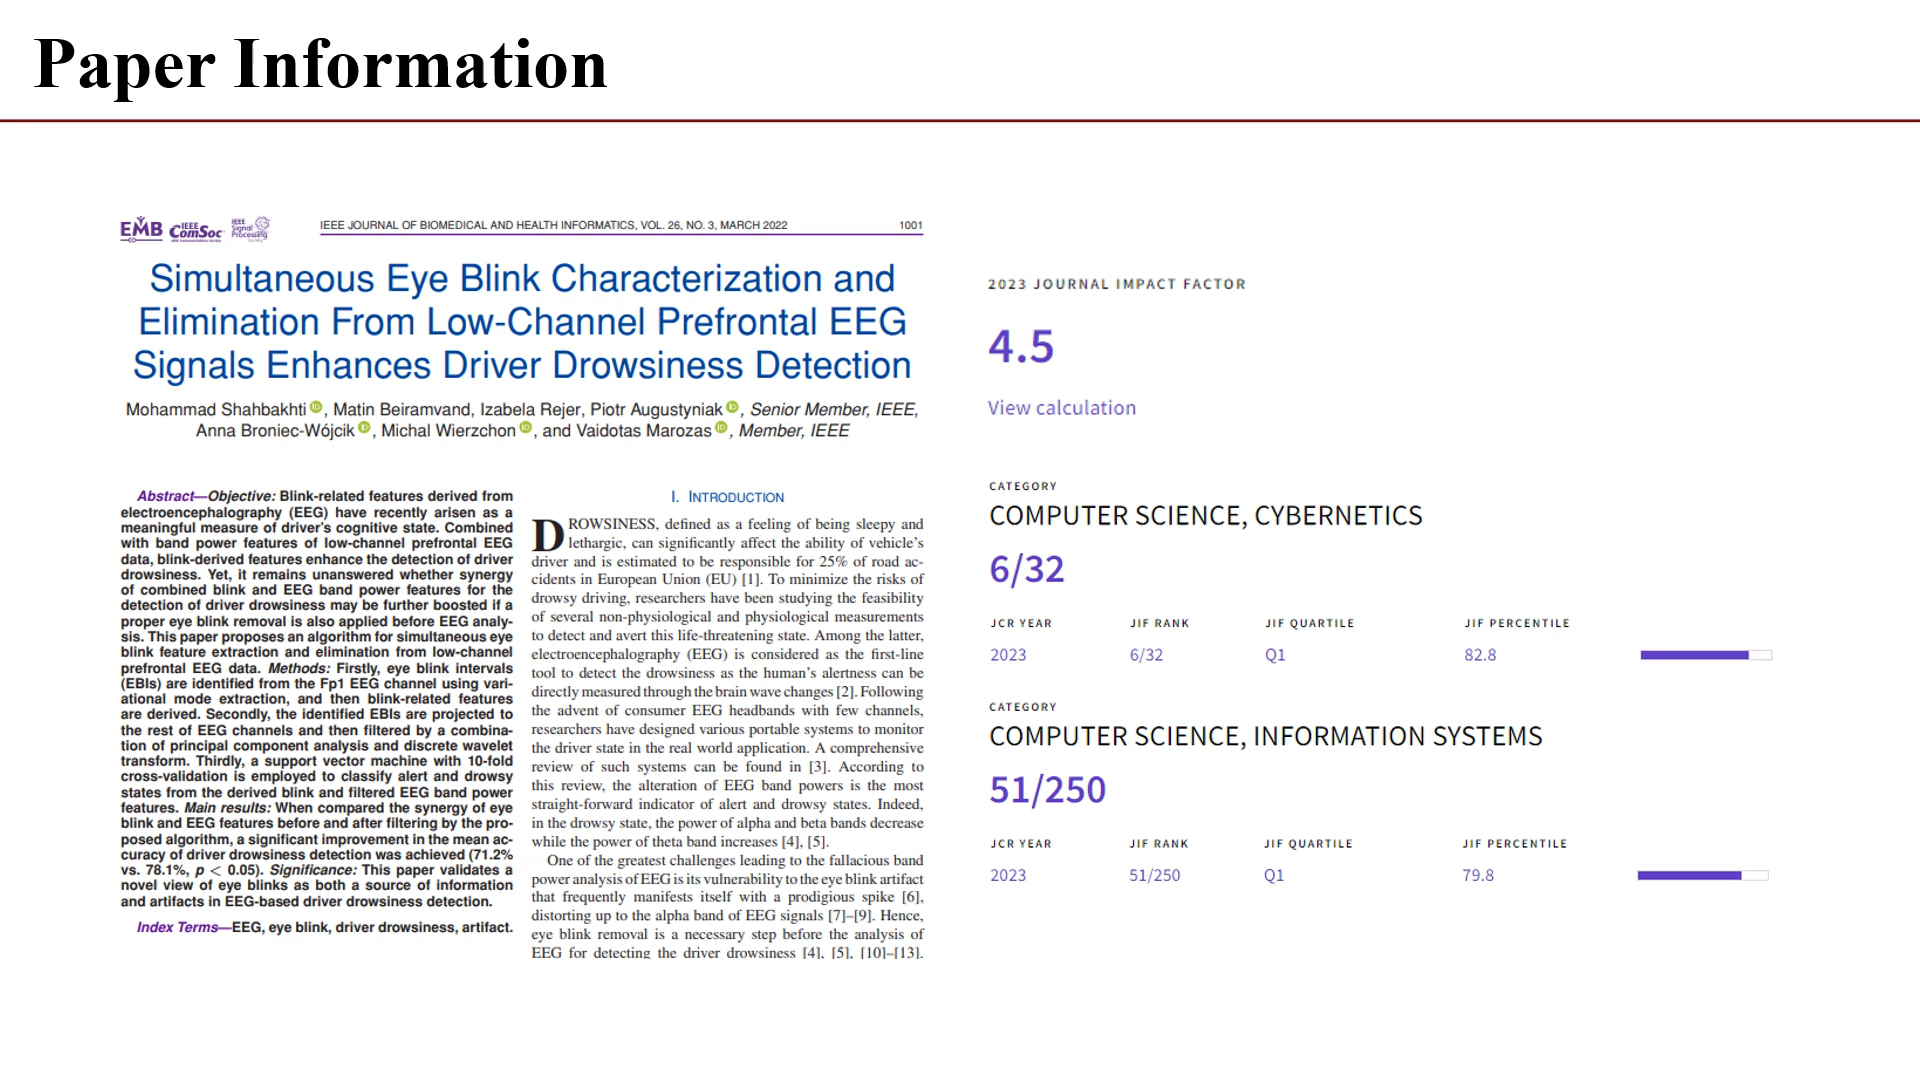 Paper Information
EMB
IEEE
ComSoc
IEEE
Signal
Processing
Society
IEEE JOURNAL OF BIOMEDICAL AND HEALTH INFORMATICS, VOL. 26, NO. 3, MARCH 2022
1001
Simultaneous Eye Blink Characterization and
Elimination From Low-Channel Prefrontal EEG
Signals Enhances Driver Drowsiness Detection
Mohammad Shahbakhti iD, Matin Beiramvand, Izabela Rejer, Piotr Augustyniak iD, Senior Member, IEEE,
Anna Broniec-Wójcik iD, Michal Wierzchon iD, and Vaidotas Marozas iD, Member, IEEE
Abstract—Objective: Blink-related features derived from
electroencephalography (EEG) have recently arisen as a
meaningful measure of driver's cognitive state. Combined
with band power features of low-channel prefrontal EEG
data, blink-derived features enhance the detection of driver
drowsiness. Yet, it remains unanswered whether synergy
of combined blink and EEG band power features for the
detection of driver drowsiness may be further boosted if a
proper eye blink removal is also applied before EEG analy-
sis. This paper proposes an algorithm for simultaneous eye
blink feature extraction and elimination from low-channel
prefrontal EEG data. Methods: Firstly, eye blink intervals
(EBIs) are identified from the Fp1 EEG channel using vari-
ational mode extraction, and then blink-related features
are derived. Secondly, the identified EBIs are projected to
the rest of EEG channels and then filtered by a combina-
tion of principal component analysis and discrete wavelet
transform. Thirdly, a support vector machine with 10-fold
cross-validation is employed to classify alert and drowsy
states from the derived blink and filtered EEG band power
features. Main results: When compared the synergy of eye
blink and EEG features before and after filtering by the pro-
posed algorithm, a significant improvement in the mean ac-
curacy of driver drowsiness detection was achieved (71.2%
vs. 78.1%, p < 0.05). Significance: This paper validates a
novel view of eye blinks as both a source of information
and artifacts in EEG-based driver drowsiness detection.
Index Terms—EEG, eye blink, driver drowsiness, artifact.
I. INTRODUCTION
DROWSINESS, defined as a feeling of being sleepy and
lethargic, can significantly affect the ability of vehicle's
driver and is estimated to be responsible for 25% of road ac-
cidents in European Union (EU) [1]. To minimize the risks of
drowsy driving, researchers have been studying the feasibility
of several non-physiological and physiological measurements
to detect and avert this life-threatening state. Among the latter,
electroencephalography (EEG) is considered as the first-line
tool to detect the drowsiness as the human's alertness can be
directly measured through the brain wave changes [2]. Following
the advent of consumer EEG headbands with few channels,
researchers have designed various portable systems to monitor
the driver state in the real world application. A comprehensive
review of such systems can be found in [3]. According to
this review, the alteration of EEG band powers is the most
straight-forward indicator of alert and drowsy states. Indeed,
in the drowsy state, the power of alpha and beta bands decrease
while the power of theta band increases [4], [5].
One of the greatest challenges leading to the fallacious band
power analysis of EEG is its vulnerability to the eye blink artifact
that frequently manifests itself with a prodigious spike [6],
distorting up to the alpha band of EEG signals [7]–[9]. Hence,
eye blink removal is a necessary step before the analysis of
EEG for detecting the driver drowsiness [4], [5], [10]–[13].
2023 JOURNAL IMPACT FACTOR
4.5
View calculation
CATEGORY
COMPUTER SCIENCE, CYBERNETICS
6/32
JCR YEAR JIF RANK JIF QUARTILE JIF PERCENTILE
2023 6/32 Q1 82.8
CATEGORY
COMPUTER SCIENCE, INFORMATION SYSTEMS
51/250
JCR YEAR JIF RANK JIF QUARTILE JIF PERCENTILE
2023 51/250 Q1 79.8